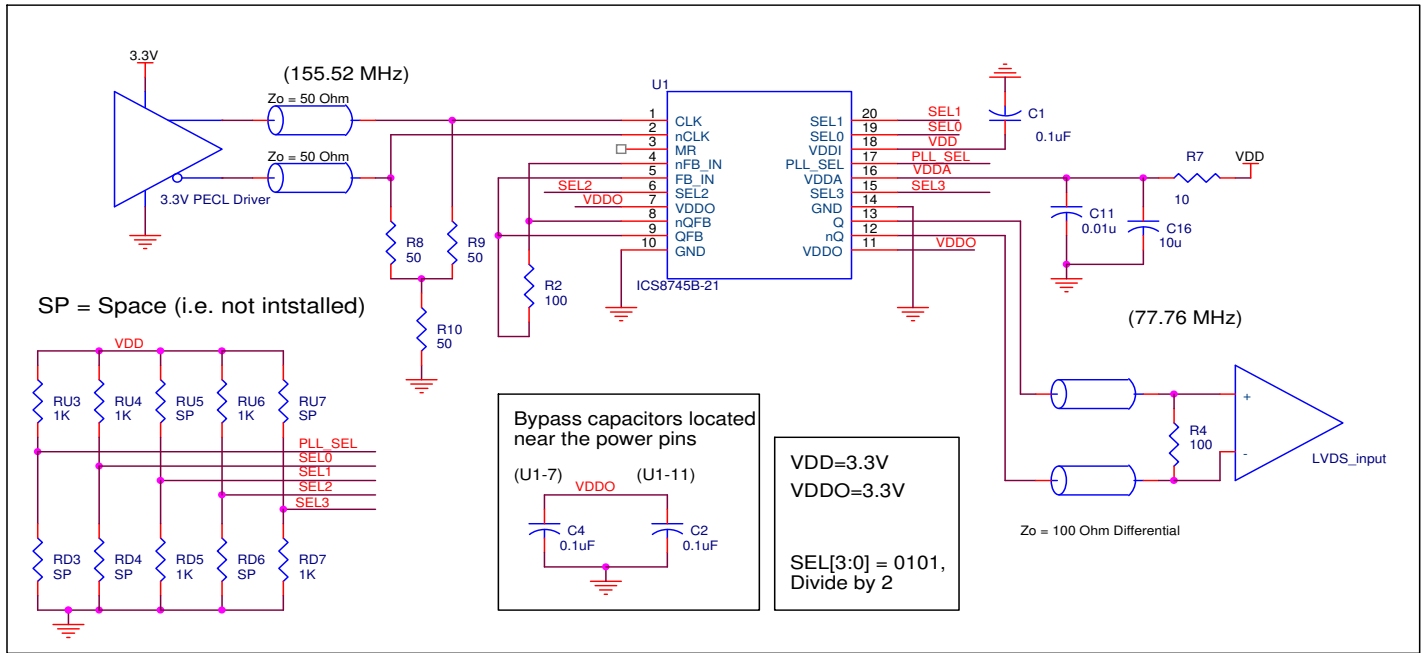 3.3V
(155.52 MHz)
Zo = 50 Ohm
Zo = 50 Ohm
3.3V PECL Driver
R8
50
R9
50
R10
50
U1
1
2
3
4
5
6
7
8
9
10
CLK
nCLK
MR
nFB_IN
FB_IN
SEL2
VDDO
nQFB
QFB
GND
SEL2
VDDO
R2
100
ICS8745B-21
SEL1
SEL0
VDDI
PLL_SEL
VDDA
SEL3
GND
Q
nQ
VDDO
20
19
18
17
16
15
14
13
12
11
SEL1
SEL0
VDD
PLL_SEL
VDDA
SEL3
VDDO
C1
0.1uF
R7
10
VDD
C11
0.01u
C16
10u
(77.76 MHz)
R4
100
+
-
LVDS_input
Zo = 100 Ohm Differential
SP = Space (i.e. not intstalled)
VDD
RU3
1K
RU4
1K
RU5
SP
RU6
1K
RU7
SP
PLL_SEL
SEL0
SEL1
SEL2
SEL3
RD3
SP
RD4
SP
RD5
1K
RD6
SP
RD7
1K
Bypass capacitors located
near the power pins
(U1-7)
(U1-11)
VDDO
C4
0.1uF
C2
0.1uF
VDD=3.3V
VDDO=3.3V
SEL[3:0] = 0101,
Divide by 2